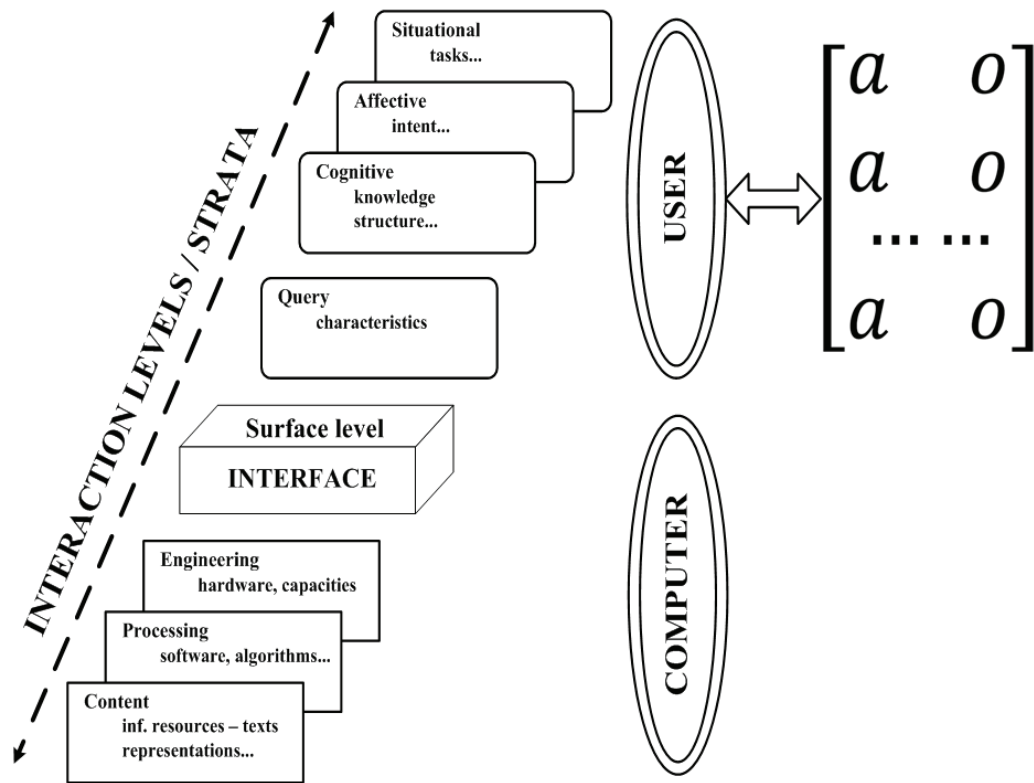 Situational
tasks...
Affective
intent...
Cognitive
knowledge
structure...
Query
characteristics
Surface level
INTERFACE
Engineering
hardware, capacities
Processing
software, algorithms...
Content
inf. resources – texts
representations...
INTERACTION LEVELS / STRATA
USER
COMPUTER
a o
a o
... ...
a o